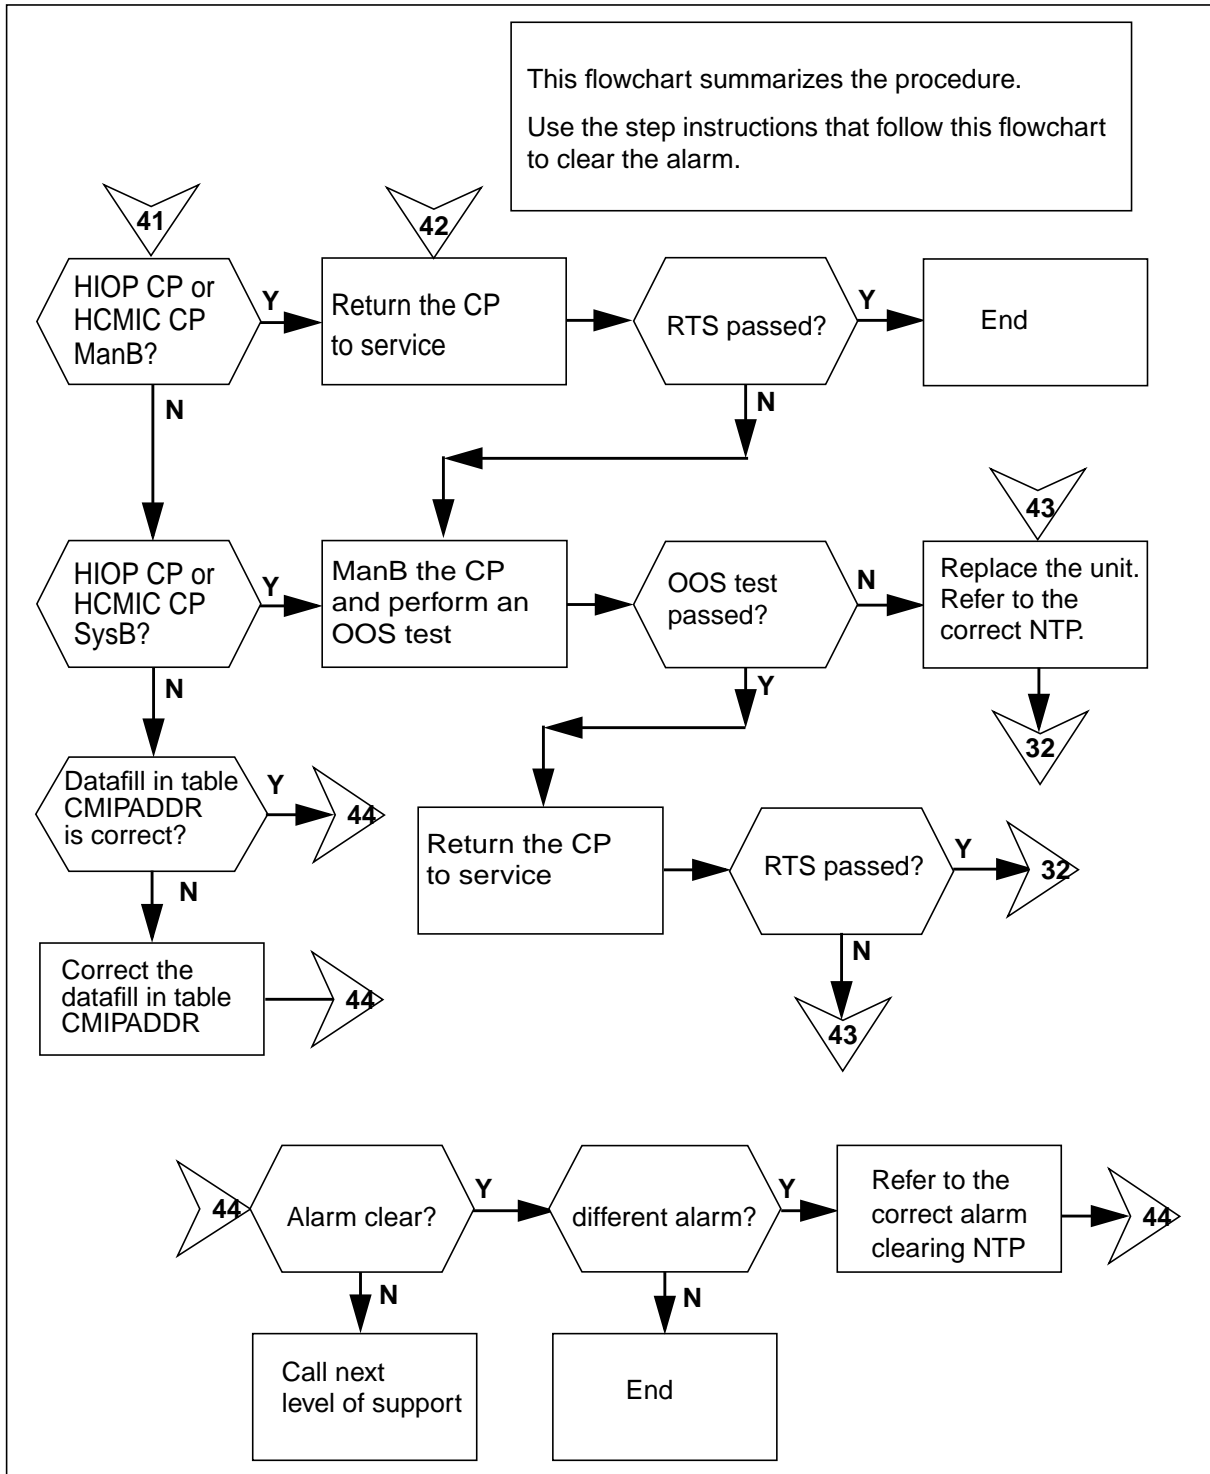 This flowchart summarizes the procedure.
Use the step instructions that follow this flowchart
to clear the alarm.
41
42
HIOP CP or
HCMIC CP
ManB?
Y
Return the CP
to service
RTS passed?
Y
End
N
N
43
HIOP CP or
HCMIC CP
SysB?
Y
ManB the CP
and perform an
OOS test
OOS test
passed?
N
Replace the unit.
Refer to the
correct NTP.
N
Y
32
Datafill in table
CMIPADDR
is correct?
Y
44
Return the CP
to service
RTS passed?
Y
32
N
N
Correct the
datafill in table
CMIPADDR
44
43
44
Alarm clear?
Y
different alarm?
Y
Refer to the
correct alarm
clearing NTP
44
N
N
Call next
level of support
End